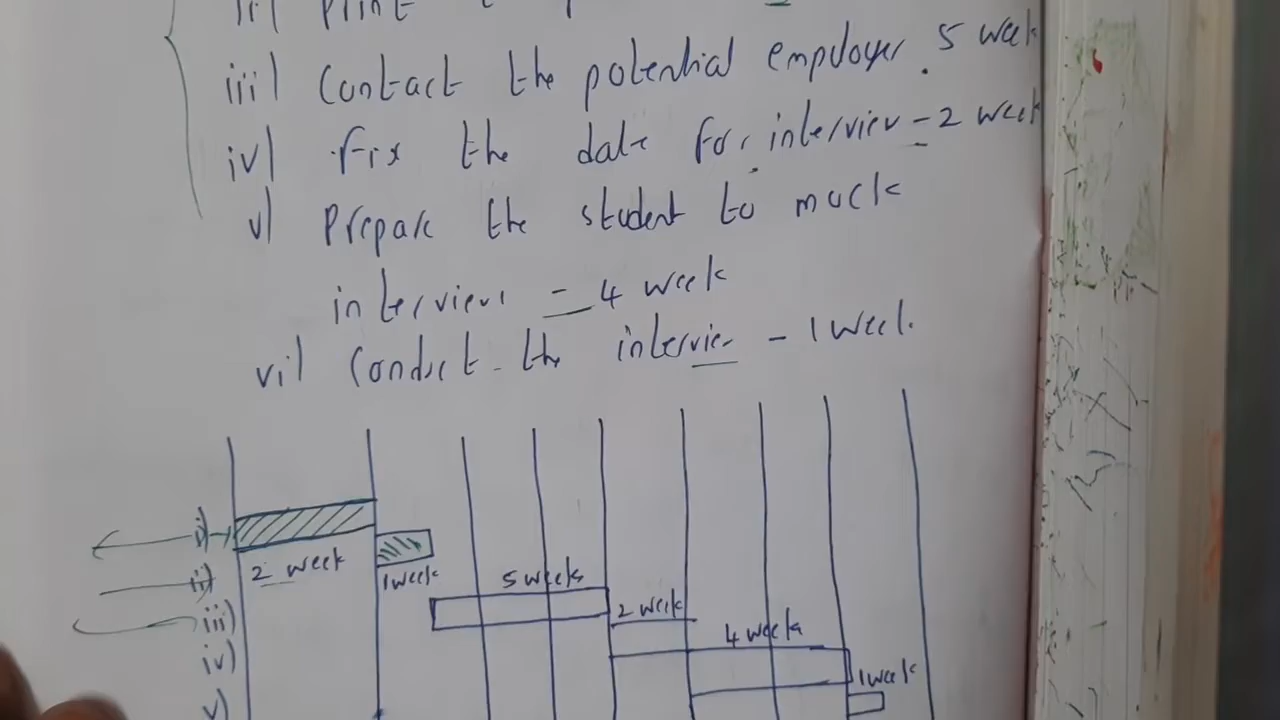 ii) Print
iii) Contact the potential employer. 5 week
iv) Fix the date for interview - 2 week
v) Prepare the student to mock
interview = 4 week
vi) Conduct the interview - 1 week.
i)
2 week
ii)
1 week
iii)
5 weeks
iv)
2 week
v)
4 week
1 week